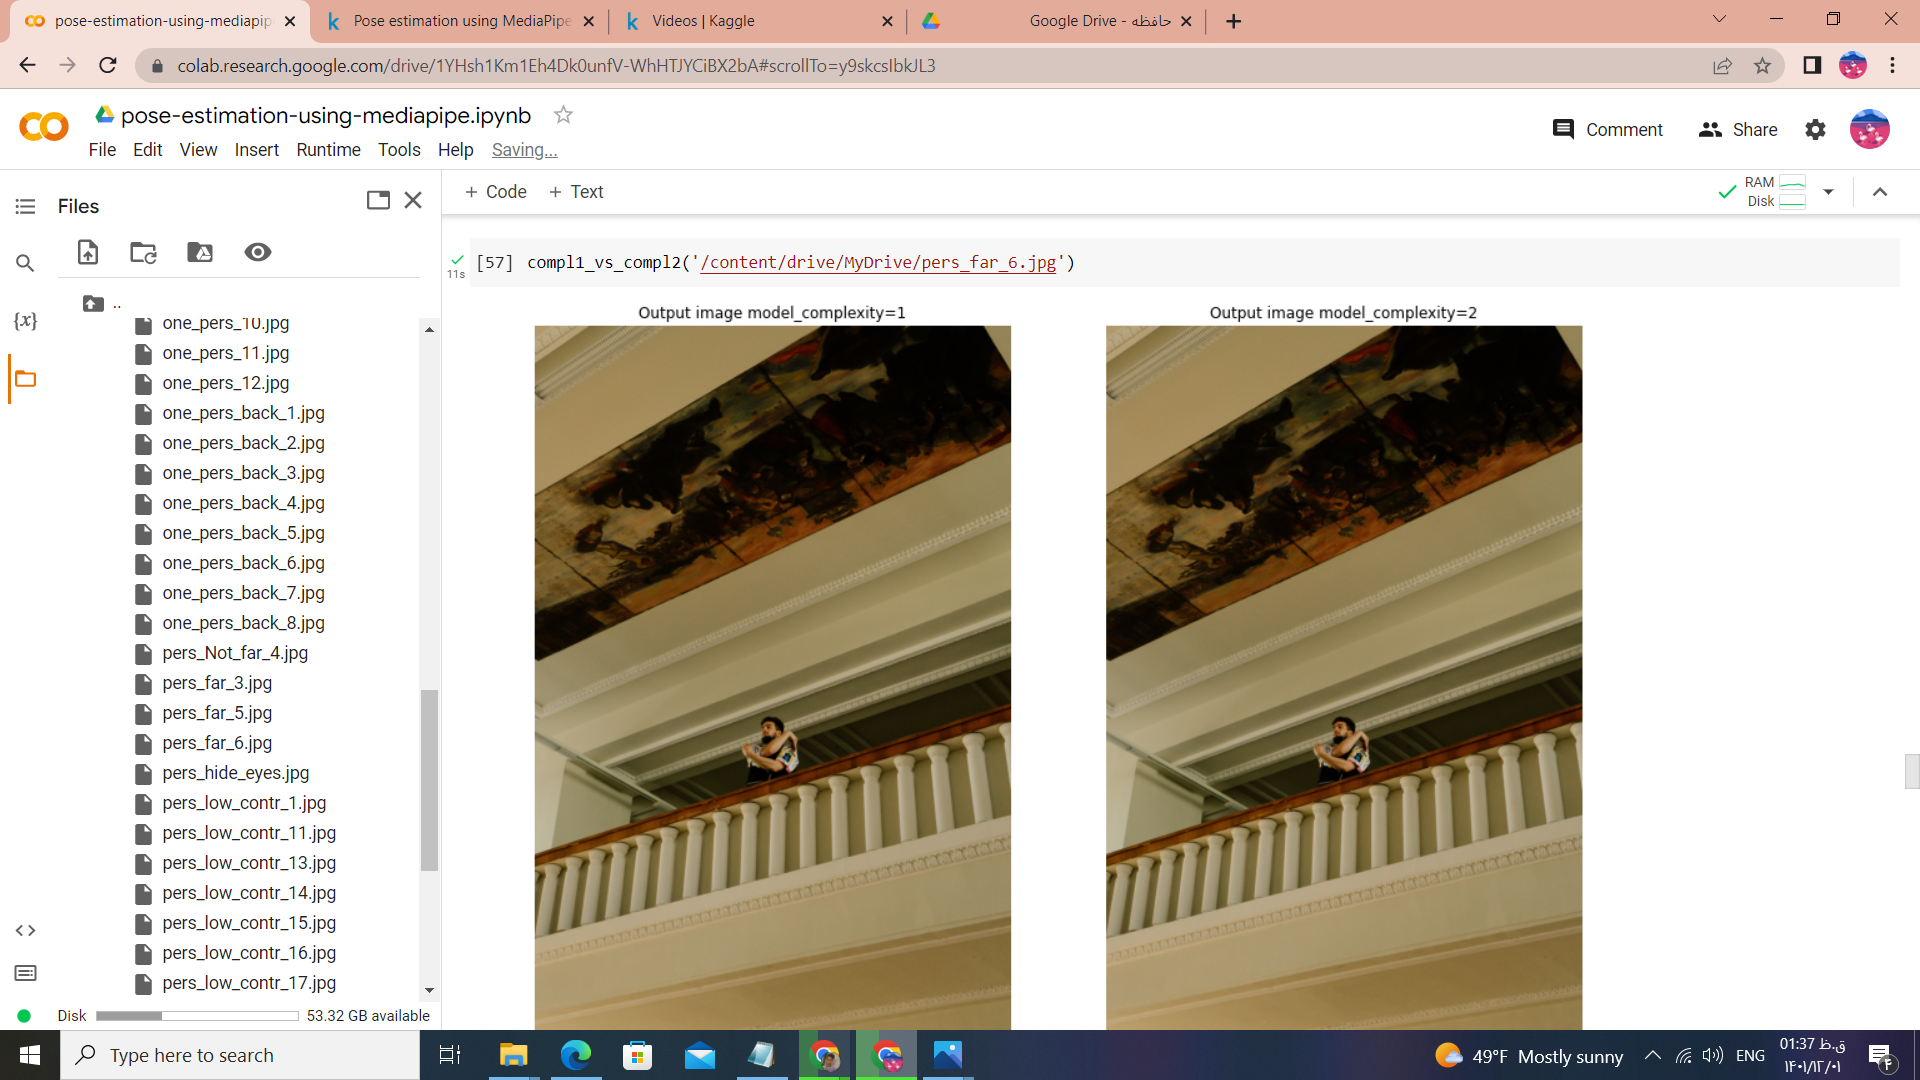 pose-estimation-using-mediapip
Pose estimation using MediaPipe
Videos | Kaggle
حافظه - Google Drive
colab.research.google.com/drive/1YHsh1Km1Eh4Dk0unfV-WhHTJYCiBX2bA#scrollTo=y9skcsIbkJL3
pose-estimation-using-mediapipe.ipynb
Comment
Share
File Edit View Insert Runtime Tools Help Saving...
Files
+ Code + Text
RAM
Disk
{x}
..
one_pers_10.jpg
one_pers_11.jpg
one_pers_12.jpg
one_pers_back_1.jpg
one_pers_back_2.jpg
one_pers_back_3.jpg
one_pers_back_4.jpg
one_pers_back_5.jpg
one_pers_back_6.jpg
one_pers_back_7.jpg
one_pers_back_8.jpg
pers_Not_far_4.jpg
pers_far_3.jpg
pers_far_5.jpg
pers_far_6.jpg
pers_hide_eyes.jpg
pers_low_contr_1.jpg
pers_low_contr_11.jpg
pers_low_contr_13.jpg
pers_low_contr_14.jpg
pers_low_contr_15.jpg
pers_low_contr_16.jpg
pers_low_contr_17.jpg
Disk 53.32 GB available
11s
[57] compl1_vs_compl2('/content/drive/MyDrive/pers_far_6.jpg')
Output image model_complexity=1
Output image model_complexity=2
Type here to search
49°F Mostly sunny
ENG
01:37 ق.ظ
۱۴۰۱/۱۲/۰۱
۴